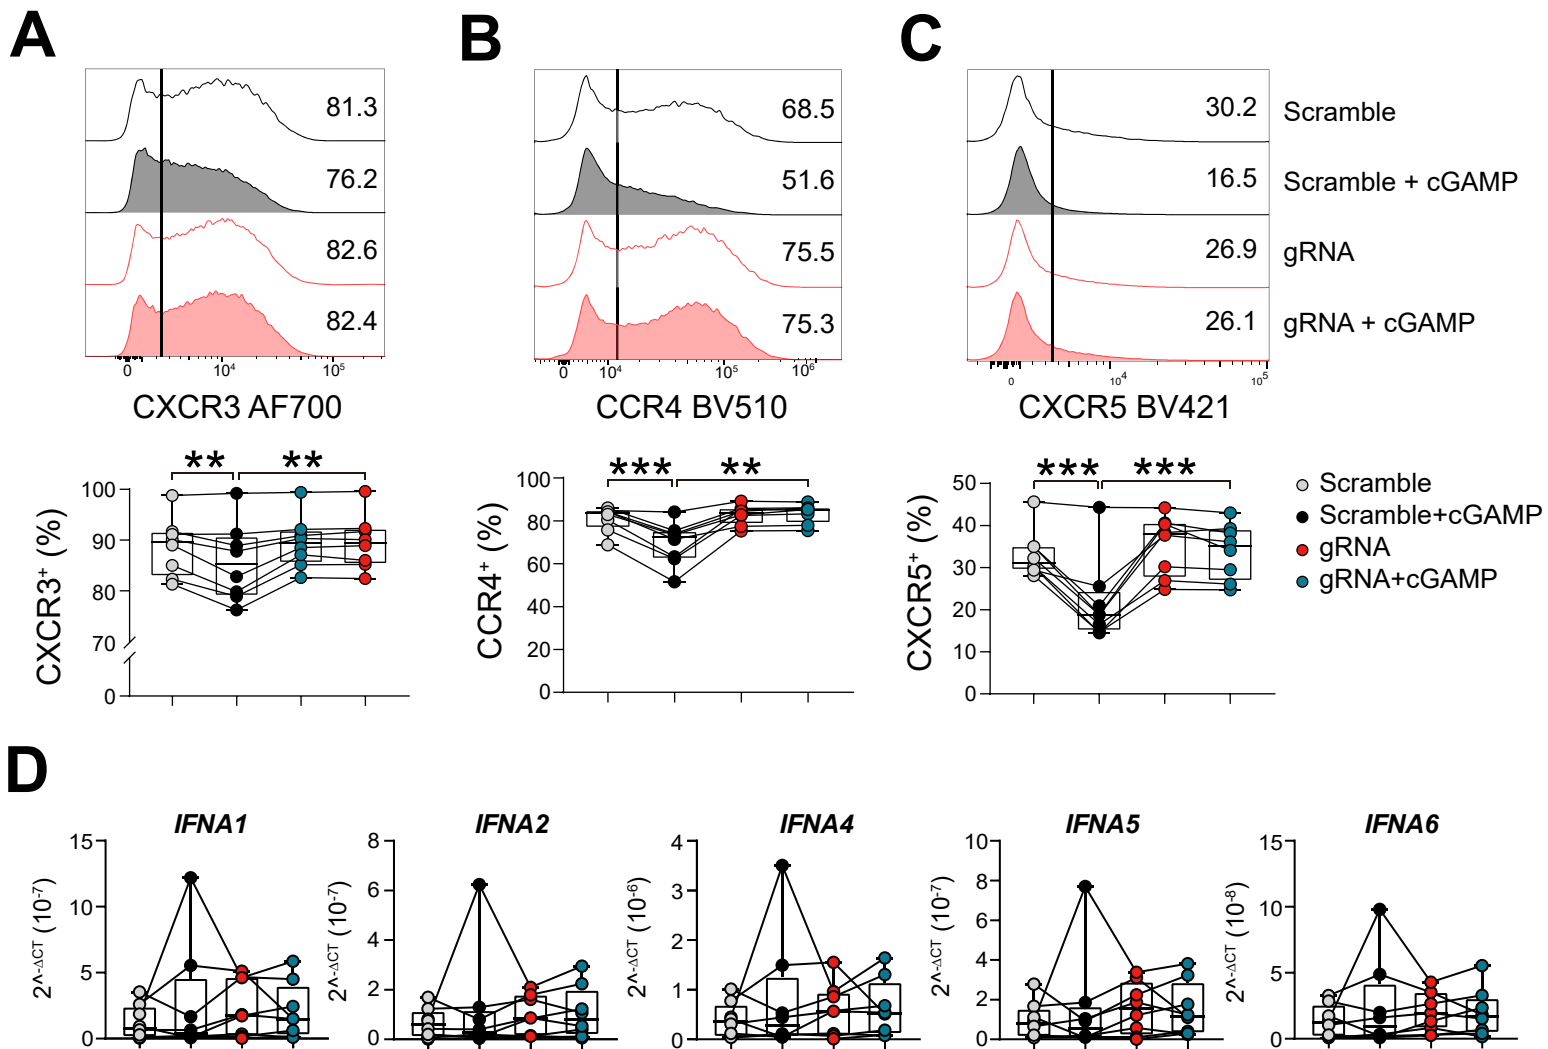 A
B
C
81.3
76.2
82.6
82.4
0
10⁴
10⁵
CXCR3 AF700
68.5
51.6
75.5
75.3
0
10⁴
10⁵
10⁶
CCR4 BV510
30.2
16.5
26.9
26.1
0
10⁴
10⁵
CXCR5 BV421
Scramble
Scramble + cGAMP
gRNA
gRNA + cGAMP
** **
100
90
80
70
0
CXCR3⁺ (%)
*** **
100
80
60
40
20
0
CCR4⁺ (%)
*** ***
50
40
30
20
10
0
CXCR5⁺ (%)
Scramble
Scramble+cGAMP
gRNA
gRNA+cGAMP
D
IFNA1
15
10
5
0
2^-ΔCT (10⁻⁷)
IFNA2
8
6
4
2
0
2^-ΔCT (10⁻⁷)
IFNA4
4
3
2
1
0
2^-ΔCT (10⁻⁶)
IFNA5
10
8
6
4
2
0
2^-ΔCT (10⁻⁷)
IFNA6
15
10
5
0
2^-ΔCT (10⁻⁸)